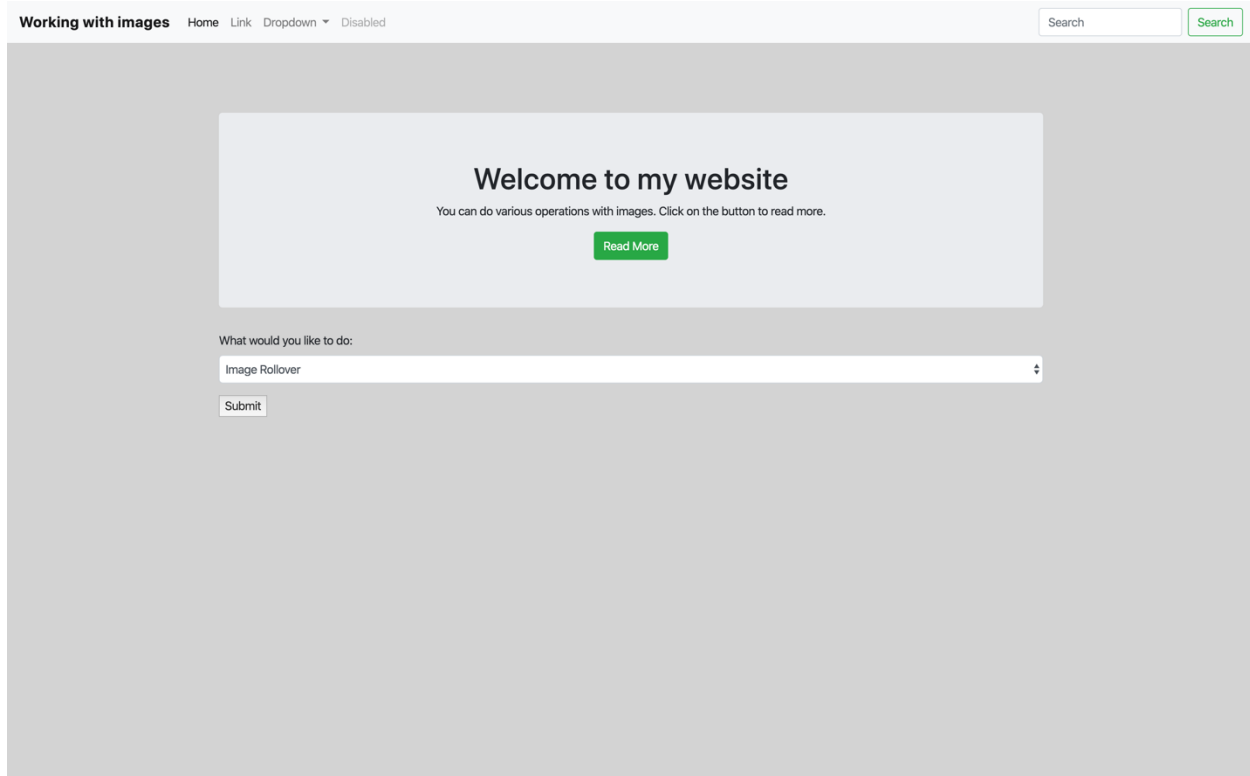 Working with images Home Link Dropdown Disabled Search Search
Welcome to my website
You can do various operations with images. Click on the button to read more.
Read More
What would you like to do:
Image Rollover
Submit